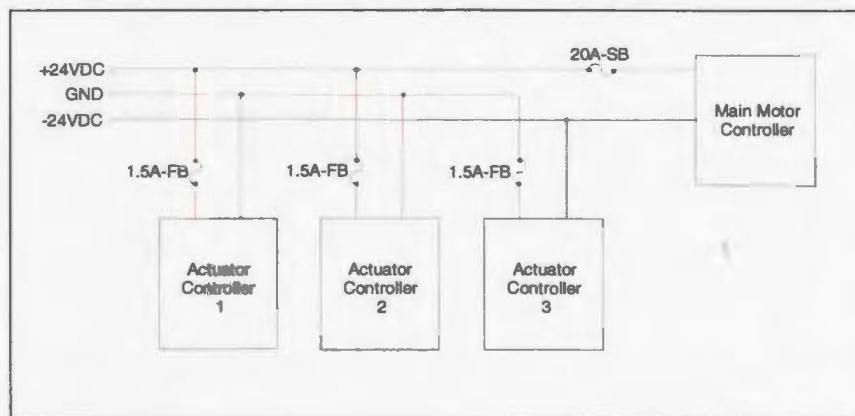 20A-SB
+24VDC
GND
-24VDC
Main Motor
Controller
1.5A-FB
1.5A-FB
1.5A-FB
Actuator
Controller
1
Actuator
Controller
2
Actuator
Controller
3